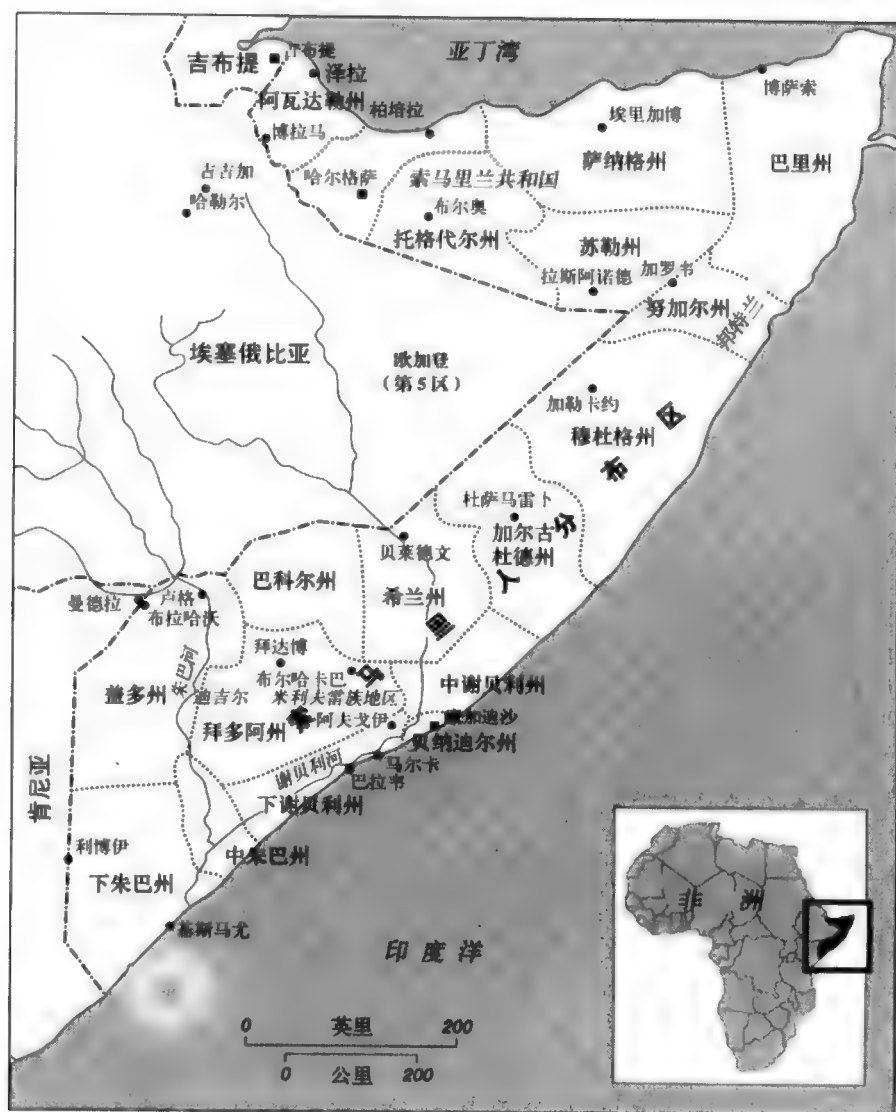 亚丁湾
吉布提
吉布提
泽拉
阿瓦达勒州
柏培拉
博萨索
博拉马
埃里加博
萨纳格州
巴里州
吉吉加
哈勒尔
哈尔格萨
索马里兰共和国
布尔奥
托格代尔州
苏勒州
拉斯阿诺德
加罗韦
努加尔州
邦特兰
埃塞俄比亚
欧加登
(第5区)
加勒卡约
穆杜格州
杜萨马雷卜
加尔古
杜德州
贝莱德文
希兰州
巴科尔州
曼德拉
卢格
布拉哈沃
朱巴河
盖多州
拜达博
布尔哈卡巴
迪吉尔 米利夫雷族地区
拜多阿州
阿夫戈伊
索马里人分布区
中谢贝利州
摩加迪沙
贝纳迪尔州
谢贝利河
马尔卡
巴拉韦
下谢贝利州
肯尼亚
利博伊
中朱巴州
下朱巴州
基斯马尤
印度洋
非洲
0 英里 200
0 公里 200